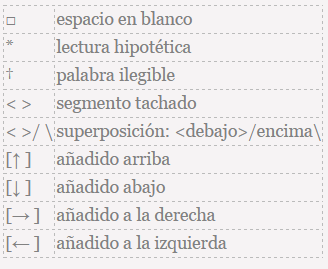 □ espacio en blanco
* lectura hipotética
† palabra ilegible
< > segmento tachado
< >/ \ superposición: <debajo>/encima\
[↑ ] añadido arriba
[↓ ] añadido abajo
[→ ] añadido a la derecha
[← ] añadido a la izquierda